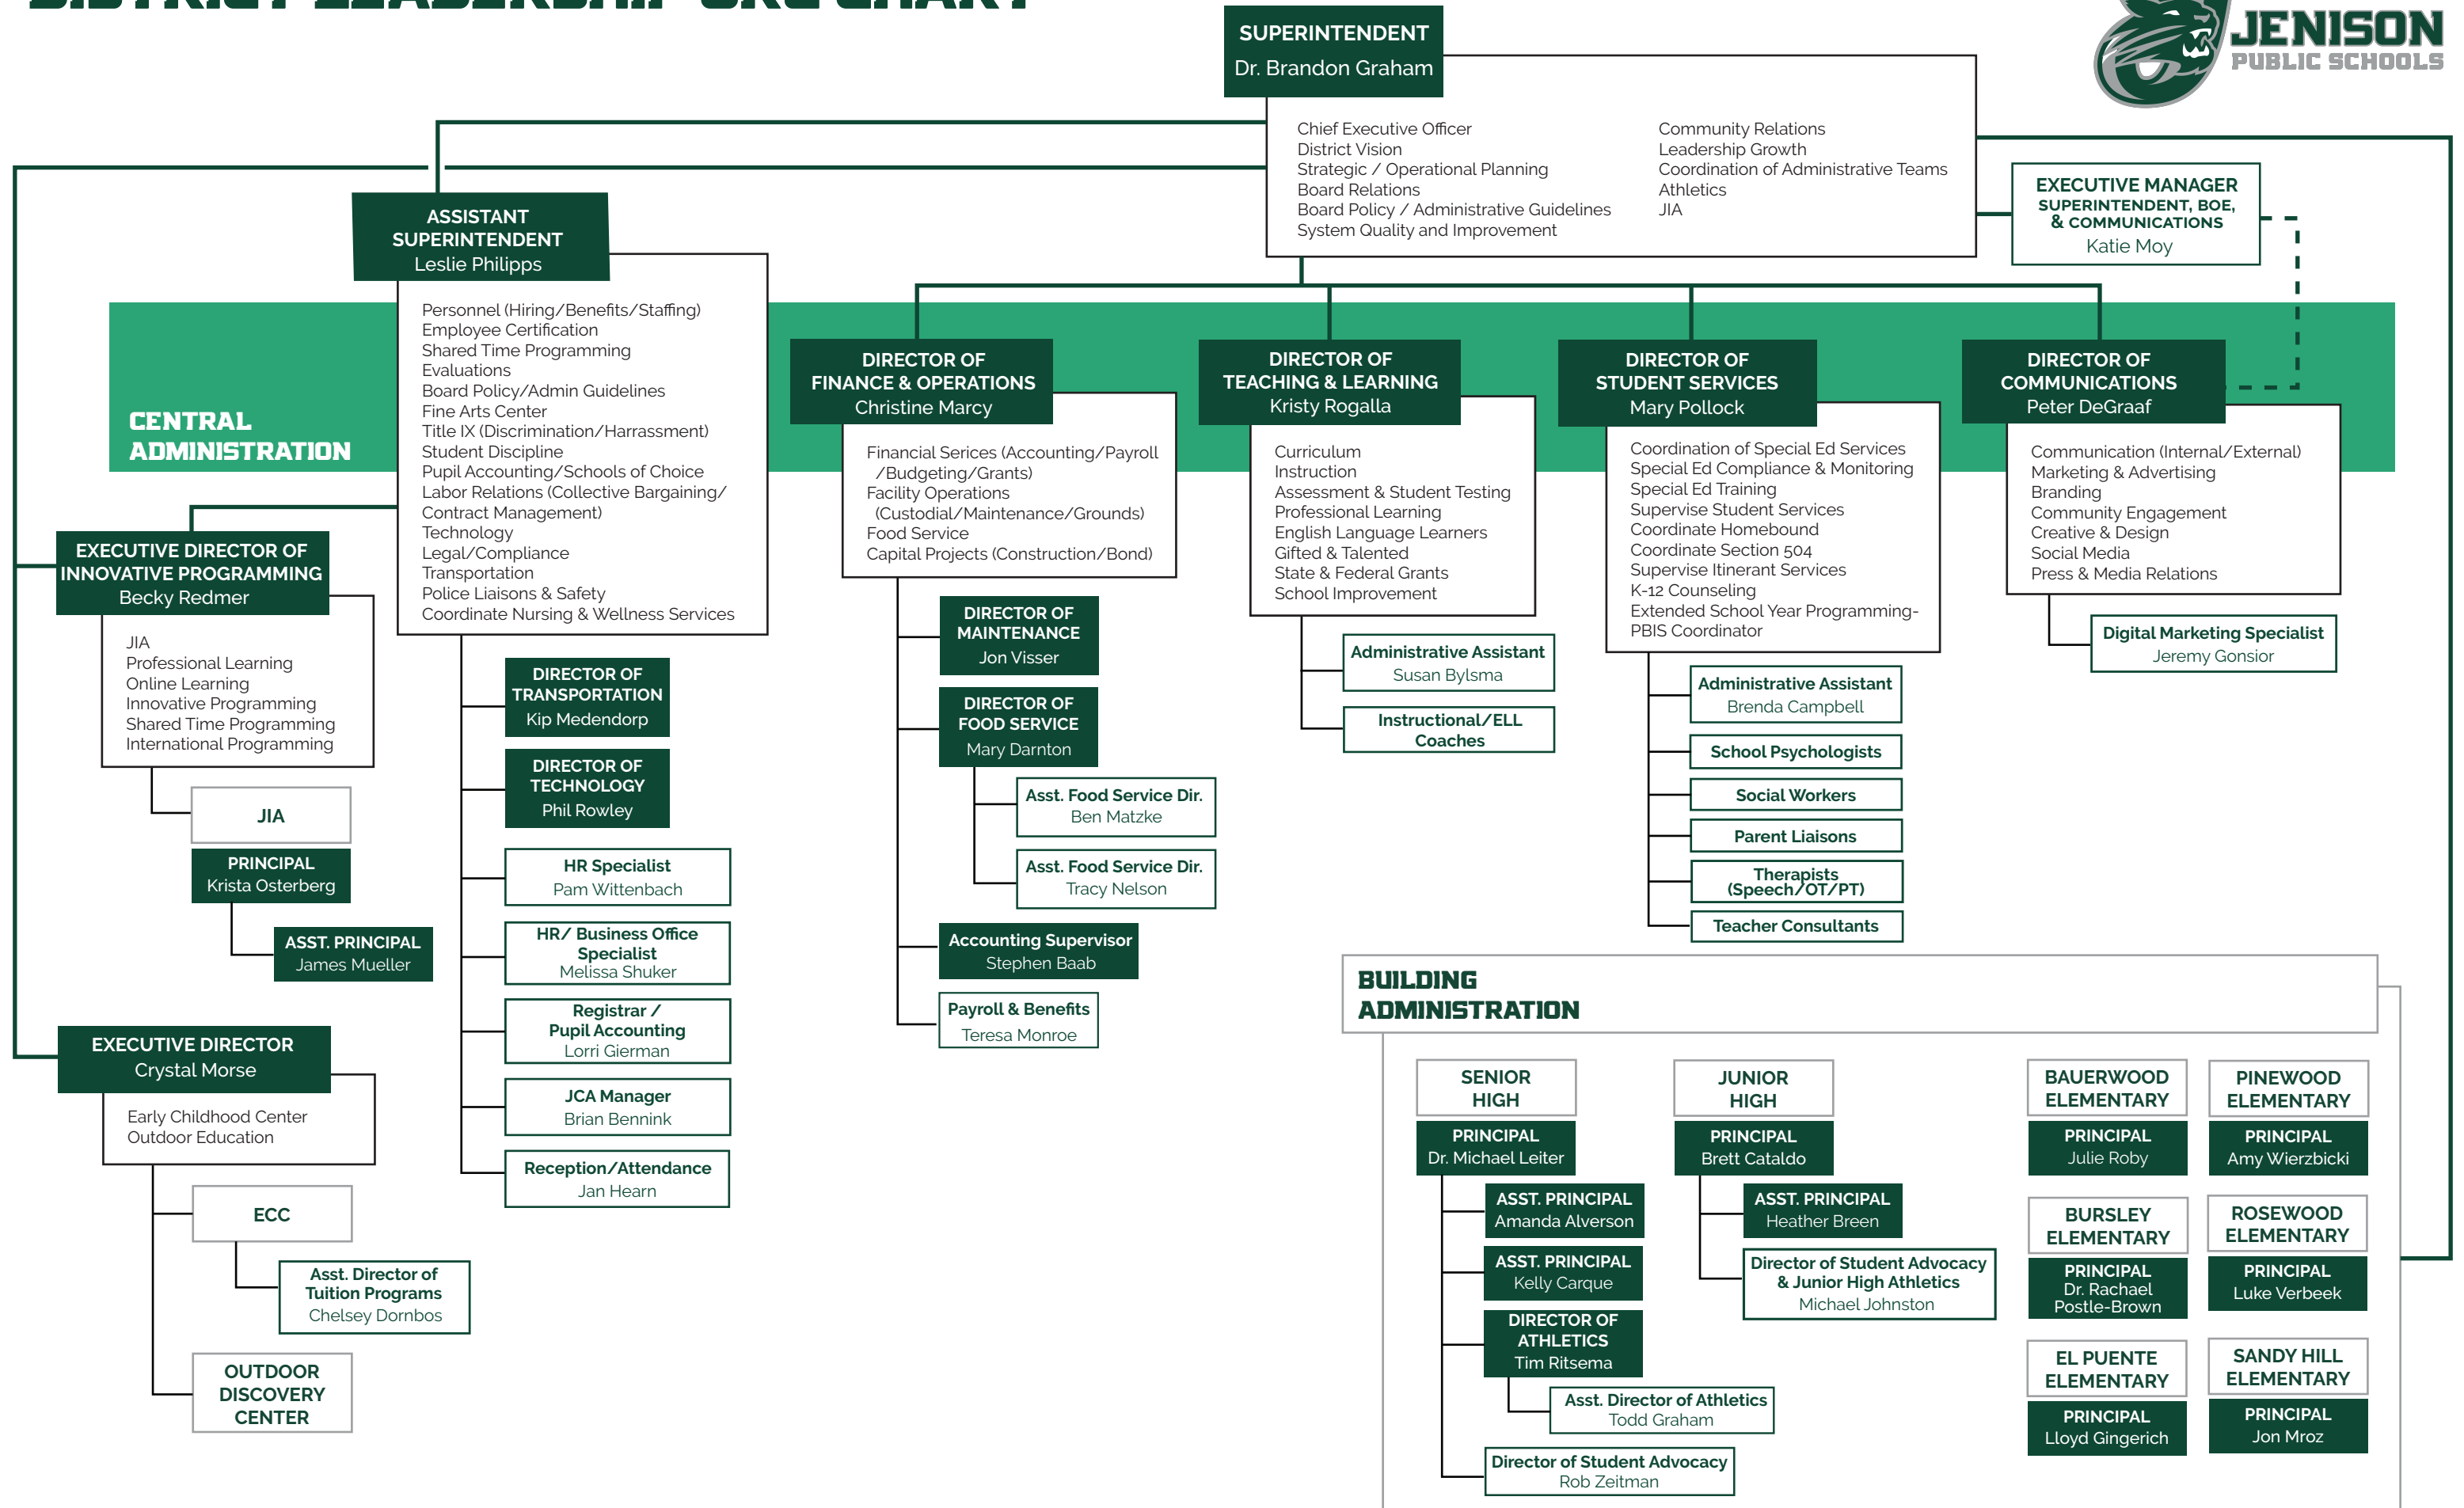 DISTRICT LEADERSHIP ORG CHART
JENISON
PUBLIC SCHOOLS
SUPERINTENDENT
Dr. Brandon Graham
Chief Executive Officer
District Vision
Strategic / Operational Planning
Board Relations
Board Policy / Administrative Guidelines
System Quality and Improvement
Community Relations
Leadership Growth
Coordination of Administrative Teams
Athletics
JIA
EXECUTIVE MANAGER
SUPERINTENDENT, BOE,
& COMMUNICATIONS
Katie Moy
ASSISTANT
SUPERINTENDENT
Leslie Philipps
Personnel (Hiring/Benefits/Staffing)
Employee Certification
Shared Time Programming
Evaluations
Board Policy/Admin Guidelines
Fine Arts Center
Title IX (Discrimination/Harrassment)
Student Discipline
Pupil Accounting/Schools of Choice
Labor Relations (Collective Bargaining/
Contract Management)
Technology
Legal/Compliance
Transportation
Police Liaisons & Safety
Coordinate Nursing & Wellness Services
CENTRAL
ADMINISTRATION
DIRECTOR OF
FINANCE & OPERATIONS
Christine Marcy
Financial Serices (Accounting/Payroll
/Budgeting/Grants)
Facility Operations
(Custodial/Maintenance/Grounds)
Food Service
Capital Projects (Construction/Bond)
DIRECTOR OF
TEACHING & LEARNING
Kristy Rogalla
Curriculum
Instruction
Assessment & Student Testing
Professional Learning
English Language Learners
Gifted & Talented
State & Federal Grants
School Improvement
DIRECTOR OF
STUDENT SERVICES
Mary Pollock
Coordination of Special Ed Services
Special Ed Compliance & Monitoring
Special Ed Training
Supervise Student Services
Coordinate Homebound
Coordinate Section 504
Supervise Itinerant Services
K-12 Counseling
Extended School Year Programming-
PBIS Coordinator
DIRECTOR OF
COMMUNICATIONS
Peter DeGraaf
Communication (Internal/External)
Marketing & Advertising
Branding
Community Engagement
Creative & Design
Social Media
Press & Media Relations
EXECUTIVE DIRECTOR OF
INNOVATIVE PROGRAMMING
Becky Redmer
JIA
Professional Learning
Online Learning
Innovative Programming
Shared Time Programming
International Programming
JIA
PRINCIPAL
Krista Osterberg
ASST. PRINCIPAL
James Mueller
EXECUTIVE DIRECTOR
Crystal Morse
Early Childhood Center
Outdoor Education
ECC
Asst. Director of
Tuition Programs
Chelsey Dornbos
OUTDOOR
DISCOVERY
CENTER
DIRECTOR OF
TRANSPORTATION
Kip Medendorp
DIRECTOR OF
TECHNOLOGY
Phil Rowley
HR Specialist
Pam Wittenbach
HR/ Business Office
Specialist
Melissa Shuker
Registrar /
Pupil Accounting
Lorri Gierman
JCA Manager
Brian Bennink
Reception/Attendance
Jan Hearn
DIRECTOR OF
MAINTENANCE
Jon Visser
DIRECTOR OF
FOOD SERVICE
Mary Darnton
Asst. Food Service Dir.
Ben Matzke
Asst. Food Service Dir.
Tracy Nelson
Accounting Supervisor
Stephen Baab
Payroll & Benefits
Teresa Monroe
Administrative Assistant
Susan Bylsma
Instructional/ELL
Coaches
Administrative Assistant
Brenda Campbell
School Psychologists
Social Workers
Parent Liaisons
Therapists
(Speech/OT/PT)
Teacher Consultants
Digital Marketing Specialist
Jeremy Gonsior
BUILDING
ADMINISTRATION
SENIOR
HIGH
PRINCIPAL
Dr. Michael Leiter
ASST. PRINCIPAL
Amanda Alverson
ASST. PRINCIPAL
Kelly Carque
DIRECTOR OF
ATHLETICS
Tim Ritsema
Asst. Director of Athletics
Todd Graham
Director of Student Advocacy
Rob Zeitman
JUNIOR
HIGH
PRINCIPAL
Brett Cataldo
ASST. PRINCIPAL
Heather Breen
Director of Student Advocacy
& Junior High Athletics
Michael Johnston
BAUERWOOD
ELEMENTARY
PRINCIPAL
Julie Roby
PINEWOOD
ELEMENTARY
PRINCIPAL
Amy Wierzbicki
BURSLEY
ELEMENTARY
PRINCIPAL
Dr. Rachael
Postle-Brown
ROSEWOOD
ELEMENTARY
PRINCIPAL
Luke Verbeek
EL PUENTE
ELEMENTARY
PRINCIPAL
Lloyd Gingerich
SANDY HILL
ELEMENTARY
PRINCIPAL
Jon Mroz